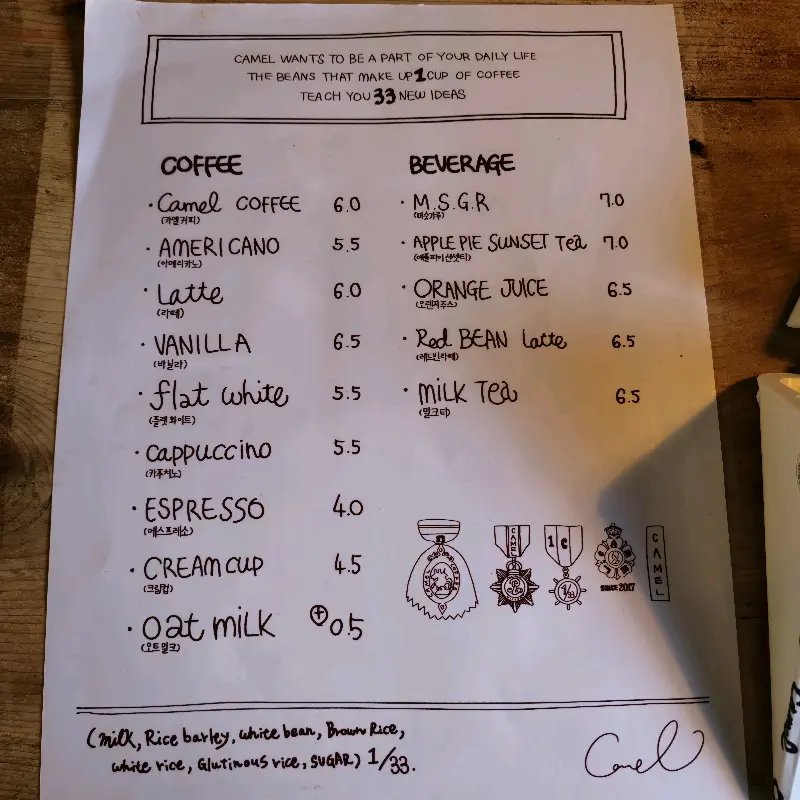 CAMEL WANTS TO BE A PART OF YOUR DAILY LIFE
THE BEANS THAT MAKE UP 1 CUP OF COFFEE
TEACH YOU 33 NEW IDEAS
COFFEE
· Camel COFFEE 6.0
(카멜커피)
· AMERICANO 5.5
(아메리카노)
· Latte 6.0
(라떼)
· VANILLA 6.5
(바닐라)
· flat white 5.5
(플랫화이트)
· cappuccino 5.5
(카푸치노)
· ESPRESSO 4.0
(에스프레소)
· CREAM CUP 4.5
(크림컵)
· Oat MILK ⊕0.5
(오트밀크)
BEVERAGE
· M.S.G.R 7.0
(미숫가루)
· APPLE PIE SUNSET Tea 7.0
(애플파이선셋티)
· ORANGE JUICE 6.5
(오렌지주스)
· Red BEAN Latte 6.5
(레드빈라떼)
· MILK Tea 6.5
(밀크티)
CAMEL
1 C
1/33
SINCE 2017
CAMEL
(Milk, Rice barley, white bean, Brown Rice,
white rice, Glutinous rice, SUGAR) 1/33.
Camel